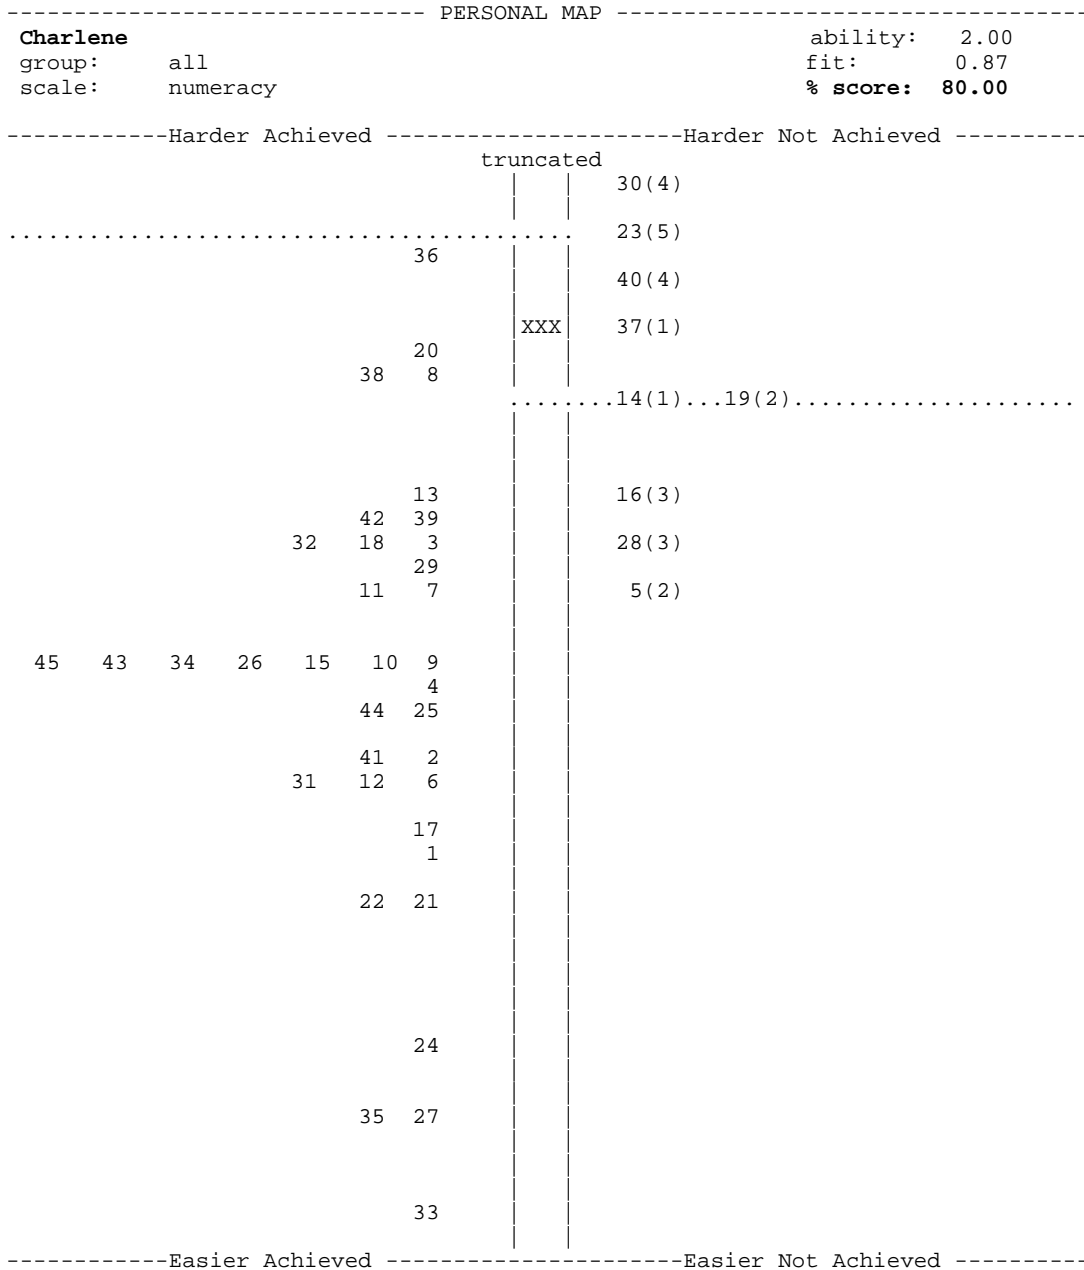 ------------------------------- PERSONAL MAP -----------------------------------
Charlene ability: 2.00
group: all fit: 0.87
scale: numeracy % score: 80.00
------------Harder Achieved ----------------------Harder Not Achieved ----------
truncated
| | 30(4)
| |
.......................................... 23(5)
36 | |
| | 40(4)
| |
|XXX| 37(1)
20 | |
38 8 | |
........14(1)...19(2).....................
| |
| |
| |
13 | | 16(3)
42 39 | |
32 18 3 | | 28(3)
29 | |
11 7 | | 5(2)
| |
| |
45 43 34 26 15 10 9 | |
4 | |
44 25 | |
| |
41 2 | |
31 12 6 | |
| |
17 | |
1 | |
| |
22 21 | |
| |
| |
| |
| |
| |
24 | |
| |
| |
35 27 | |
| |
| |
| |
33 | |
| |
------------Easier Achieved ----------------------Easier Not Achieved ----------